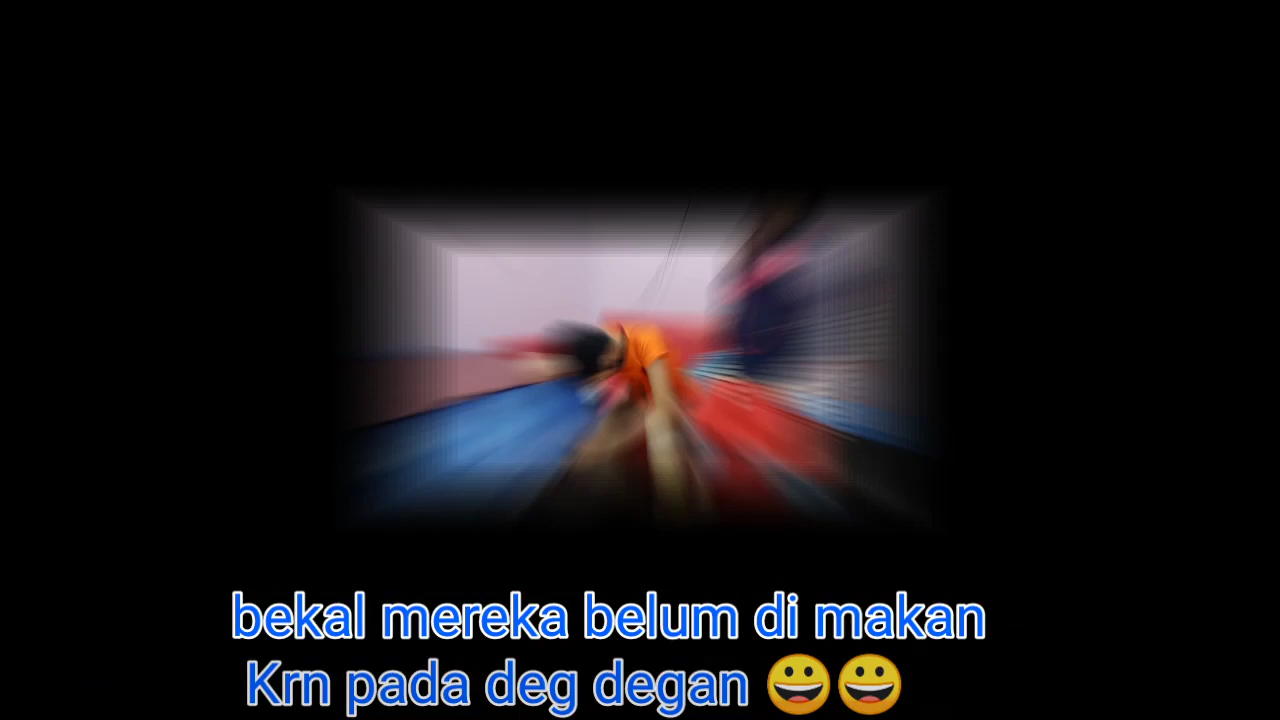 bekal mereka belum di makan
Krn pada deg degan 😀😀